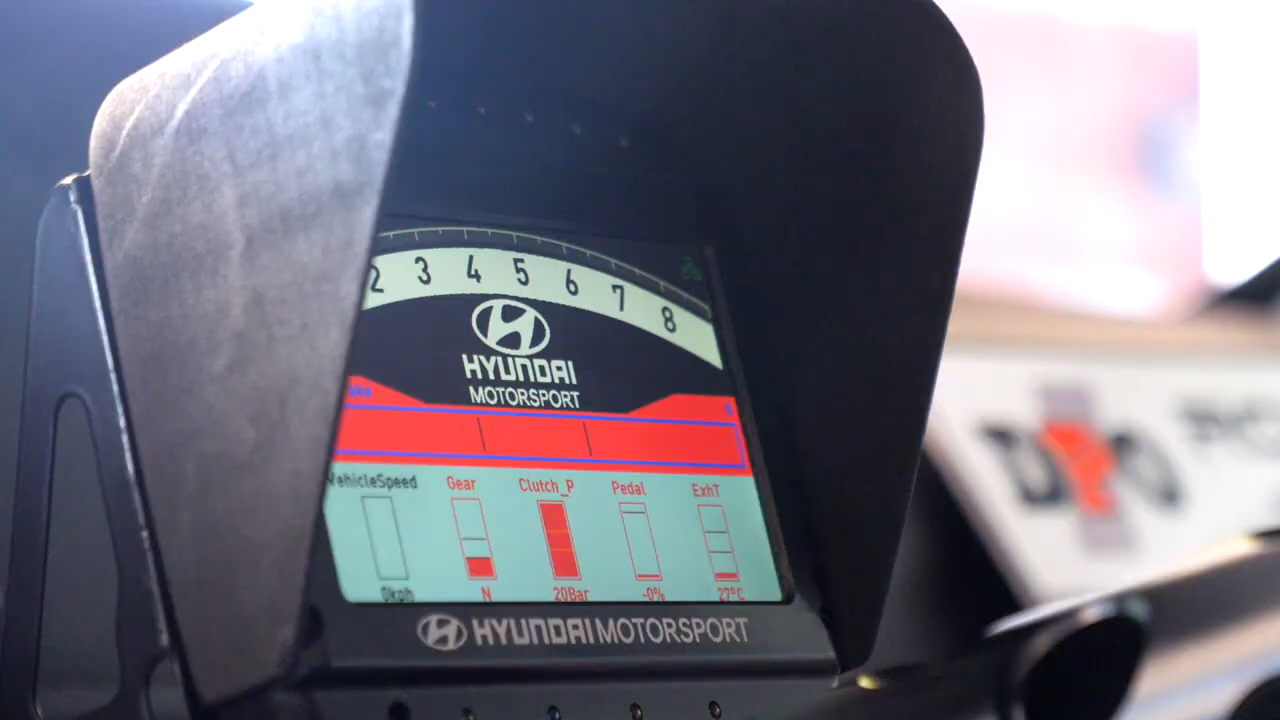 2 3 4 5 6 7 8
HYUNDAI
MOTORSPORT
VehicleSpeed Gear Clutch_P Pedal ExhT
0kph N 20Bar -0% 27°C
HYUNDAI MOTORSPORT